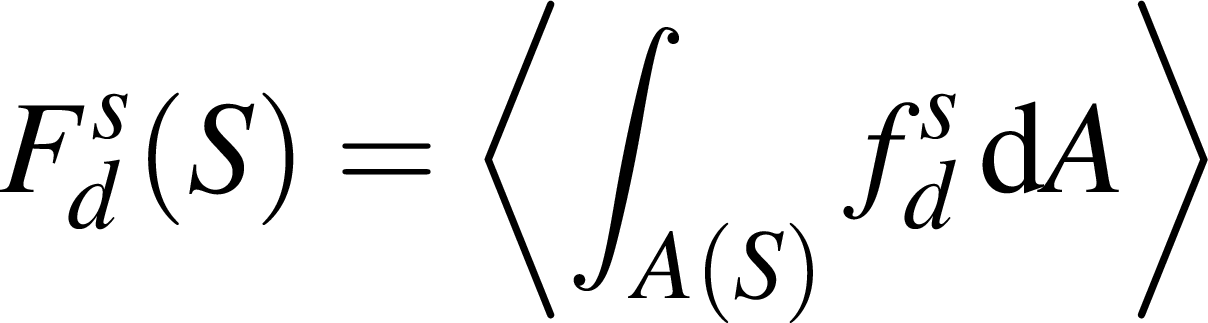 $F_d^s(S) = \left\langle \int_{A(S)} f_d^s \mathrm{d}A \right\rangle$